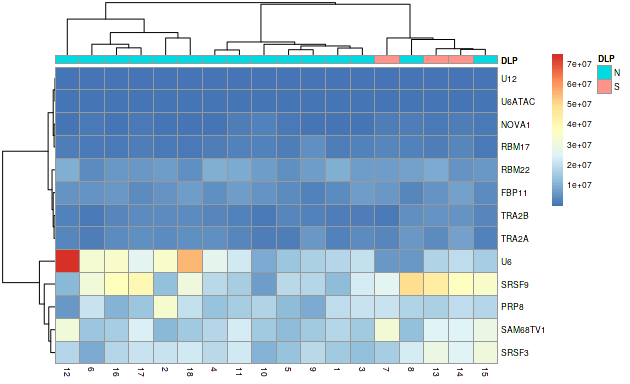 DLP
U12
U6ATAC
NOVA1
RBM17
RBM22
FBP11
TRA2B
TRA2A
U6
SRSF9
PRP8
SAM68TV1
SRSF3
12 6 16 17 2 18 4 11 10 5 9 1 3 7 8 13 14 15
7e+07
6e+07
5e+07
4e+07
3e+07
2e+07
1e+07
DLP
N
S